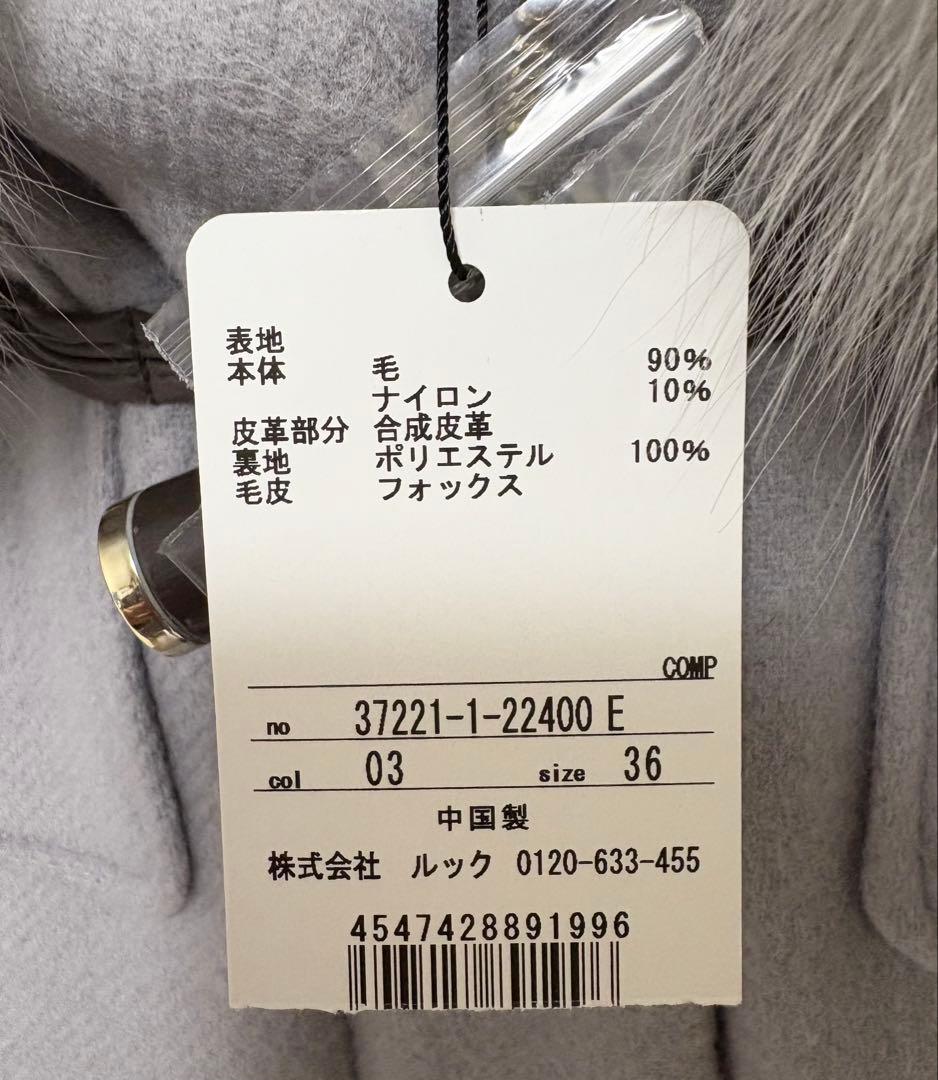 表地
本体 毛 90%
ナイロン 10%
皮革部分 合成皮革
裏地 ポリエステル 100%
毛皮 フォックス
COMP
no 37221-1-22400 E
col 03 size 36
中国製
株式会社 ルック 0120-633-455
4547428891996